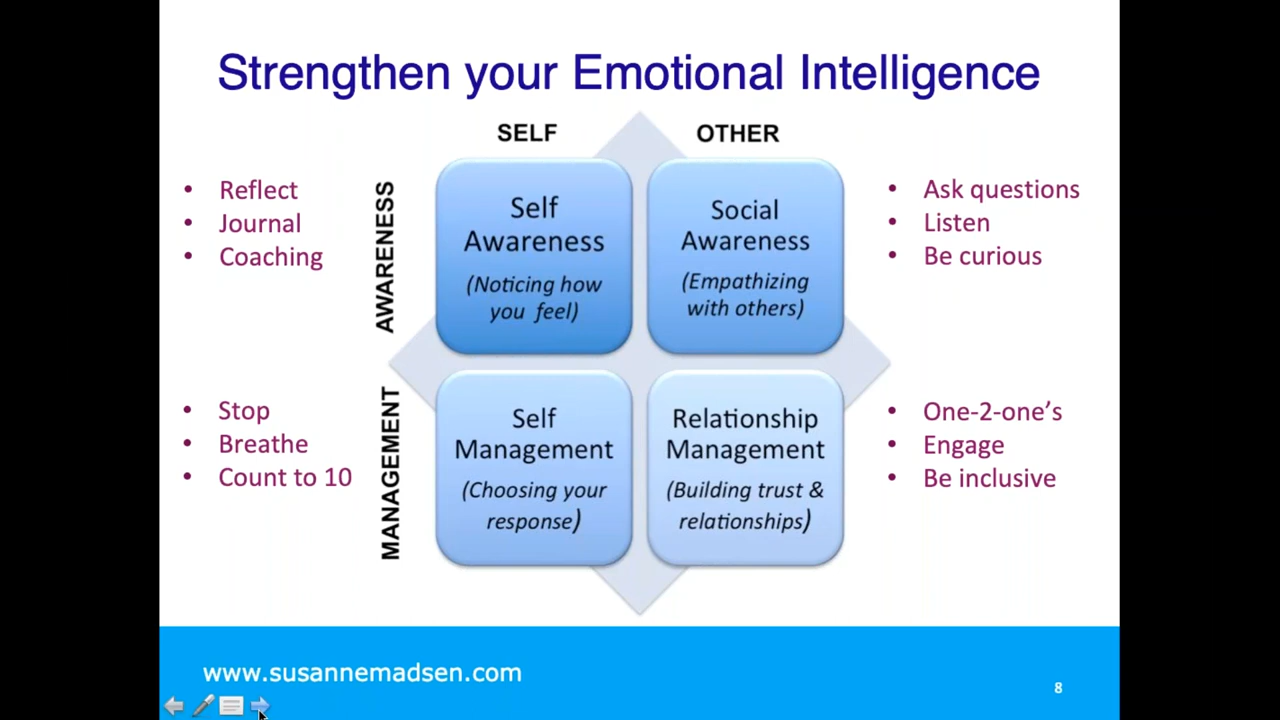 Strengthen your Emotional Intelligence
SELF
OTHER
AWARENESS
MANAGEMENT
• Reflect
• Journal
• Coaching
Self
Awareness
(Noticing how
you feel)
Social
Awareness
(Empathizing
with others)
• Ask questions
• Listen
• Be curious
• Stop
• Breathe
• Count to 10
Self
Management
(Choosing your
response)
Relationship
Management
(Building trust &
relationships)
• One-2-one’s
• Engage
• Be inclusive
www.susannemadsen.com
8